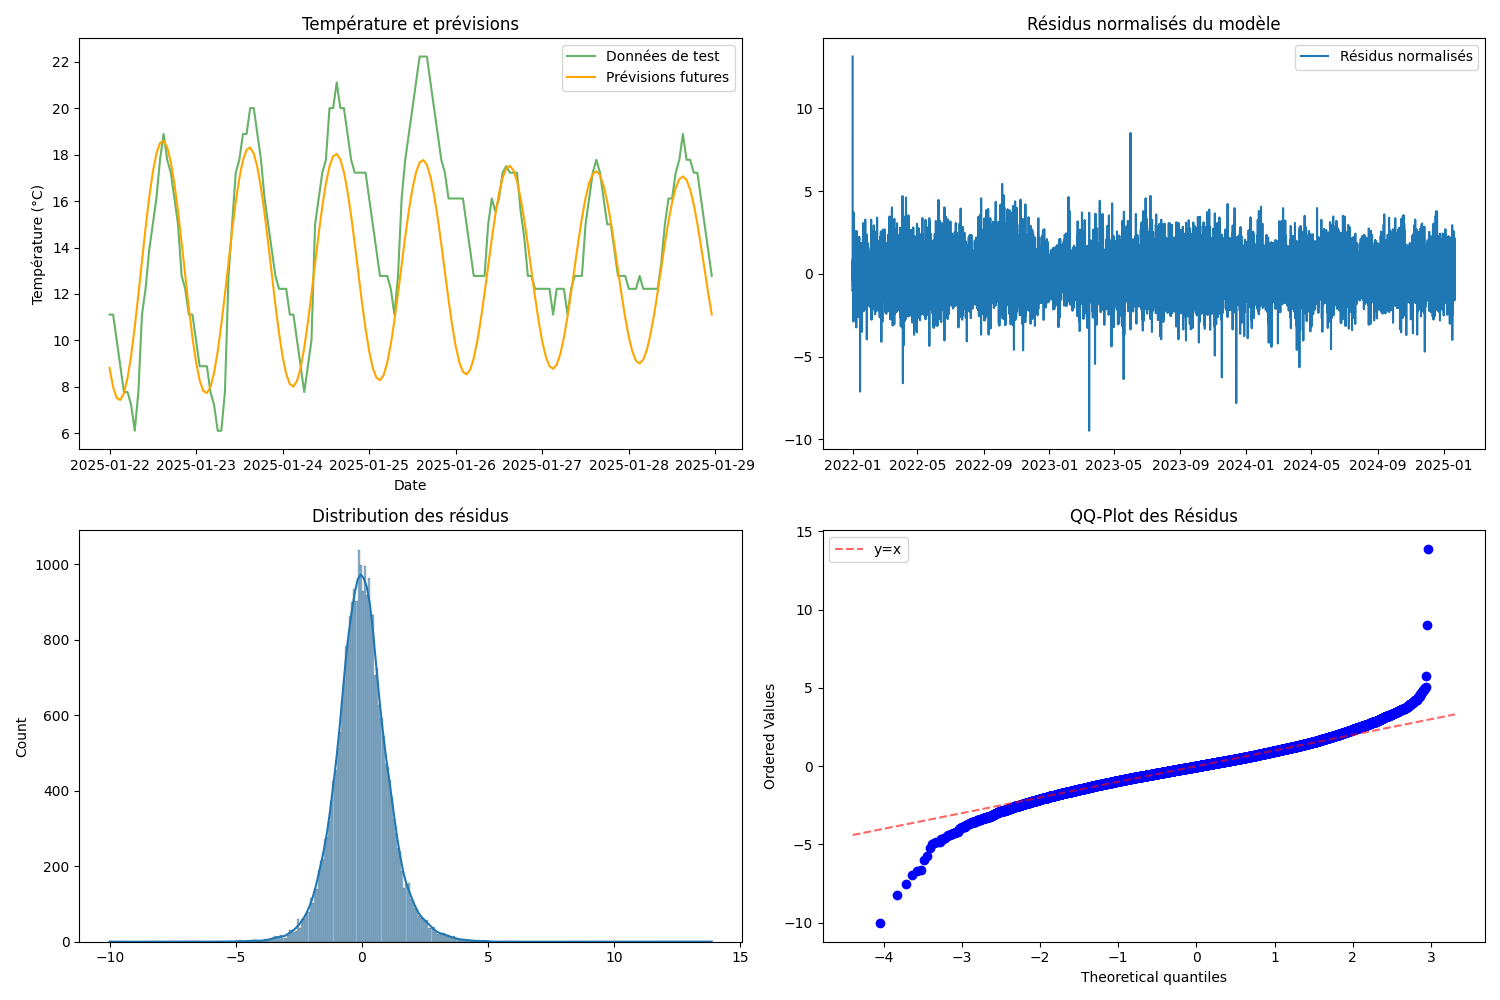 Température et prévisions
Données de test
Prévisions futures
Température (°C)
22
20
18
16
14
12
10
8
6
2025-01-22 2025-01-23 2025-01-24 2025-01-25 2025-01-26 2025-01-27 2025-01-28 2025-01-29
Date
Résidus normalisés du modèle
Résidus normalisés
10
5
0
−5
−10
2022-01 2022-05 2022-09 2023-01 2023-05 2023-09 2024-01 2024-05 2024-09 2025-01
Distribution des résidus
Count
1000
800
600
400
200
0
−10 −5 0 5 10 15
QQ-Plot des Résidus
y=x
Ordered Values
15
10
5
0
−5
−10
−4 −3 −2 −1 0 1 2 3
Theoretical quantiles